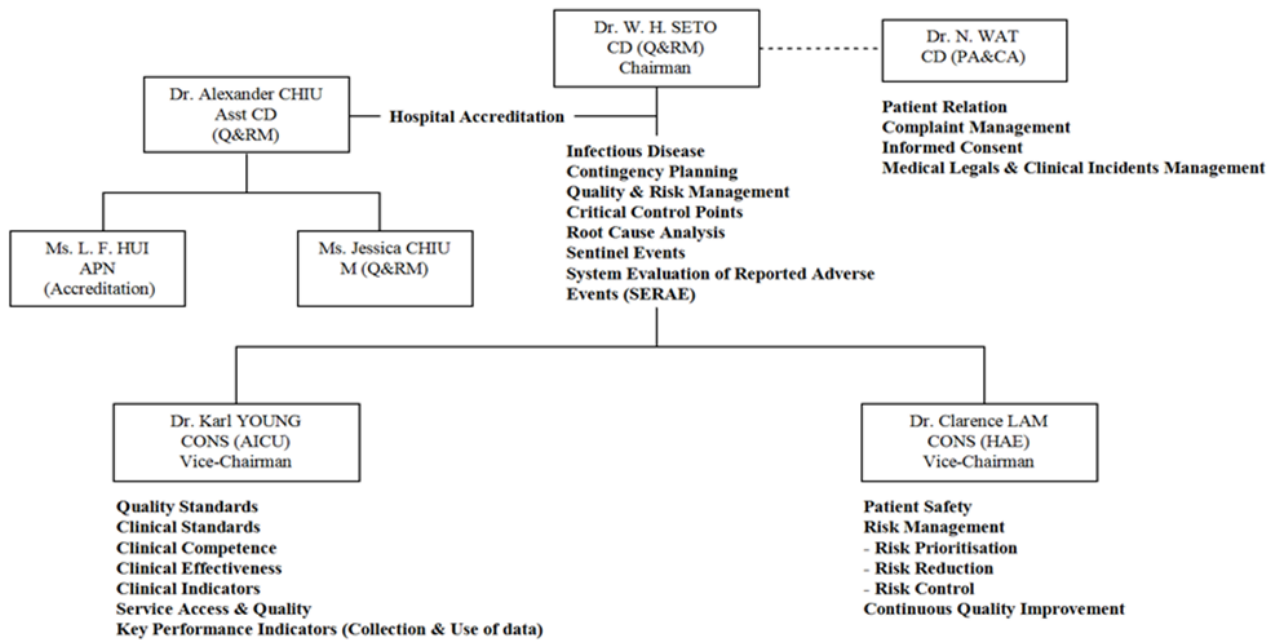 Dr. W. H. SETO
CD (Q&RM)
Chairman
Dr. N. WAT
CD (PA&CA)
Patient Relation
Complaint Management
Informed Consent
Medical Legals & Clinical Incidents Management
Dr. Alexander CHIU
Asst CD
(Q&RM)
Hospital Accreditation
Infectious Disease
Contingency Planning
Quality & Risk Management
Critical Control Points
Root Cause Analysis
Sentinel Events
System Evaluation of Reported Adverse
Events (SERAE)
Ms. L. F. HUI
APN
(Accreditation)
Ms. Jessica CHIU
M (Q&RM)
Dr. Karl YOUNG
CONS (AICU)
Vice-Chairman
Quality Standards
Clinical Standards
Clinical Competence
Clinical Effectiveness
Clinical Indicators
Service Access & Quality
Key Performance Indicators (Collection & Use of data)
Dr. Clarence LAM
CONS (HAE)
Vice-Chairman
Patient Safety
Risk Management
- Risk Prioritisation
- Risk Reduction
- Risk Control
Continuous Quality Improvement